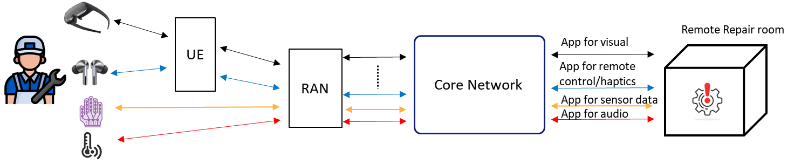 Remote Repair room
App for visual
UE
App for remote
control/haptics
RAN
Core Network
App for sensor data
App for audio